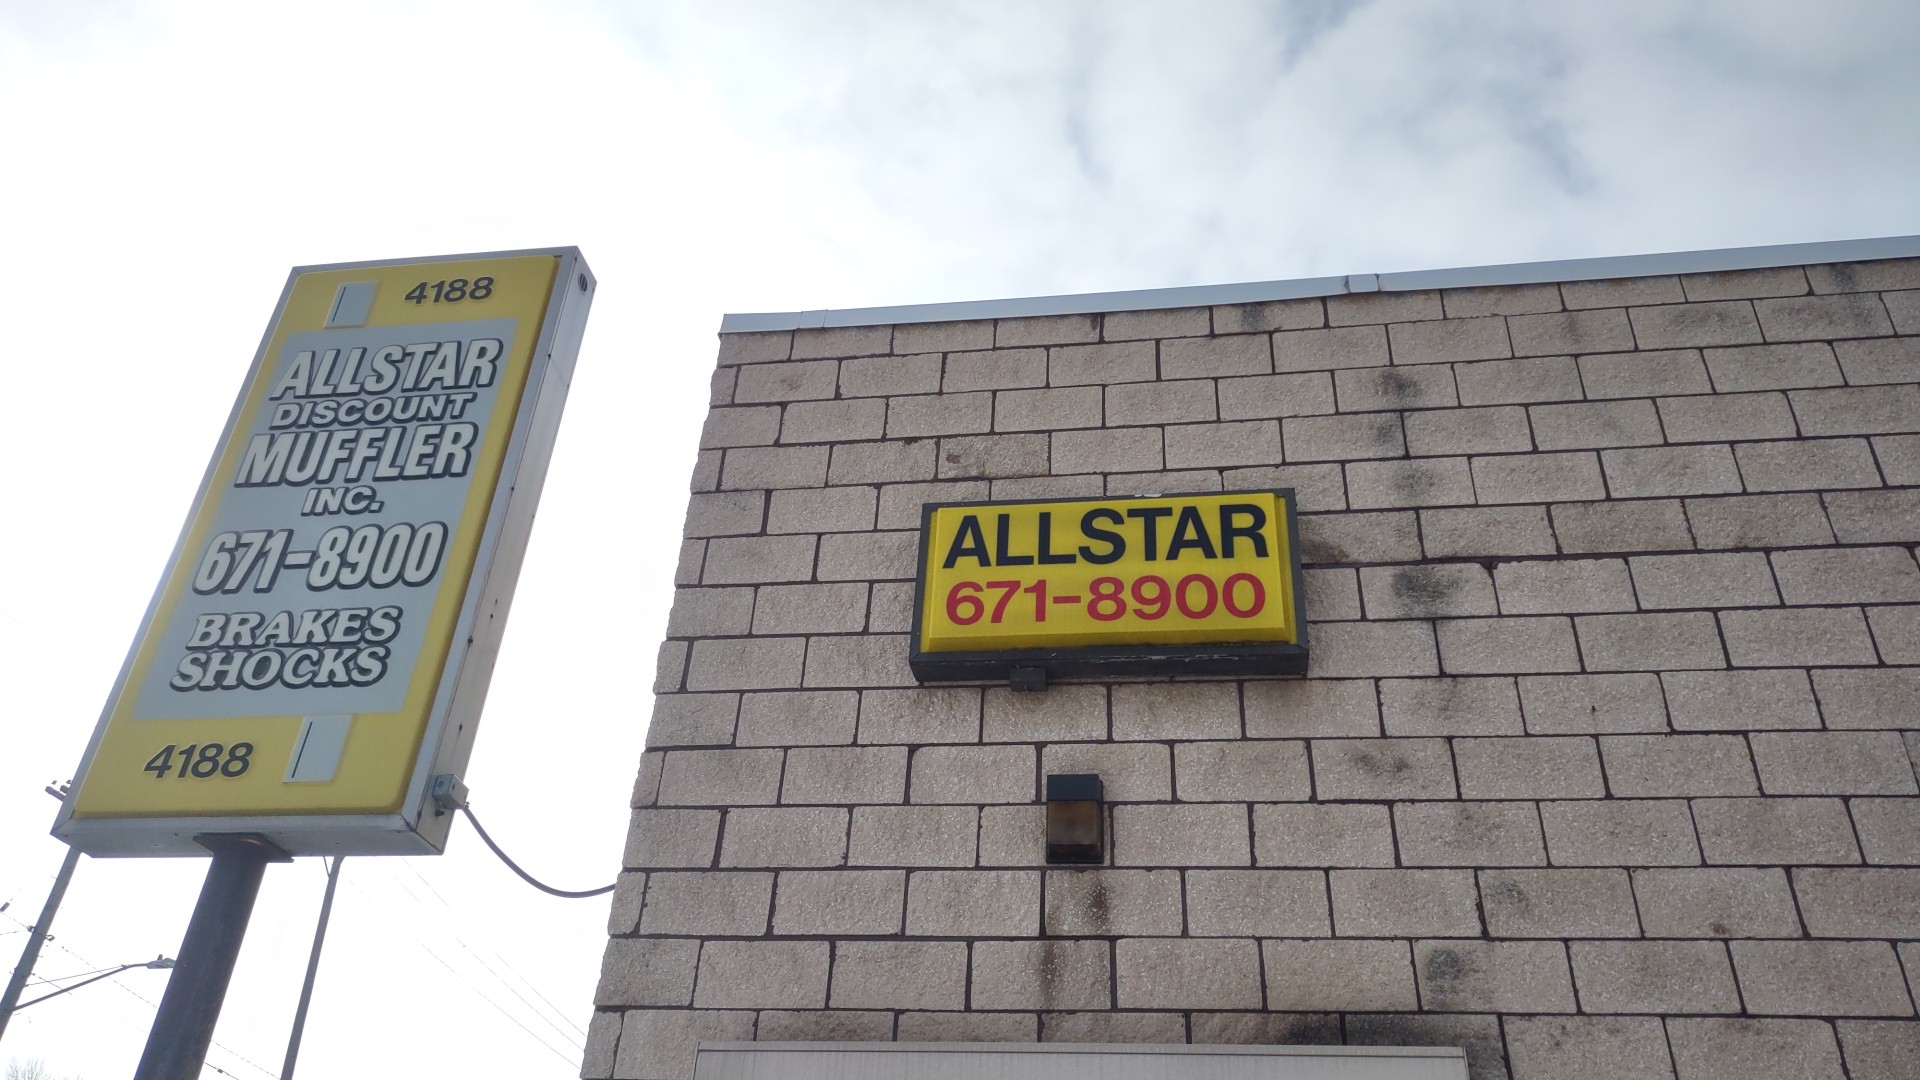 4188
ALLSTAR
DISCOUNT
MUFFLER
INC.
671-8900
BRAKES
SHOCKS
4188
ALLSTAR
671-8900